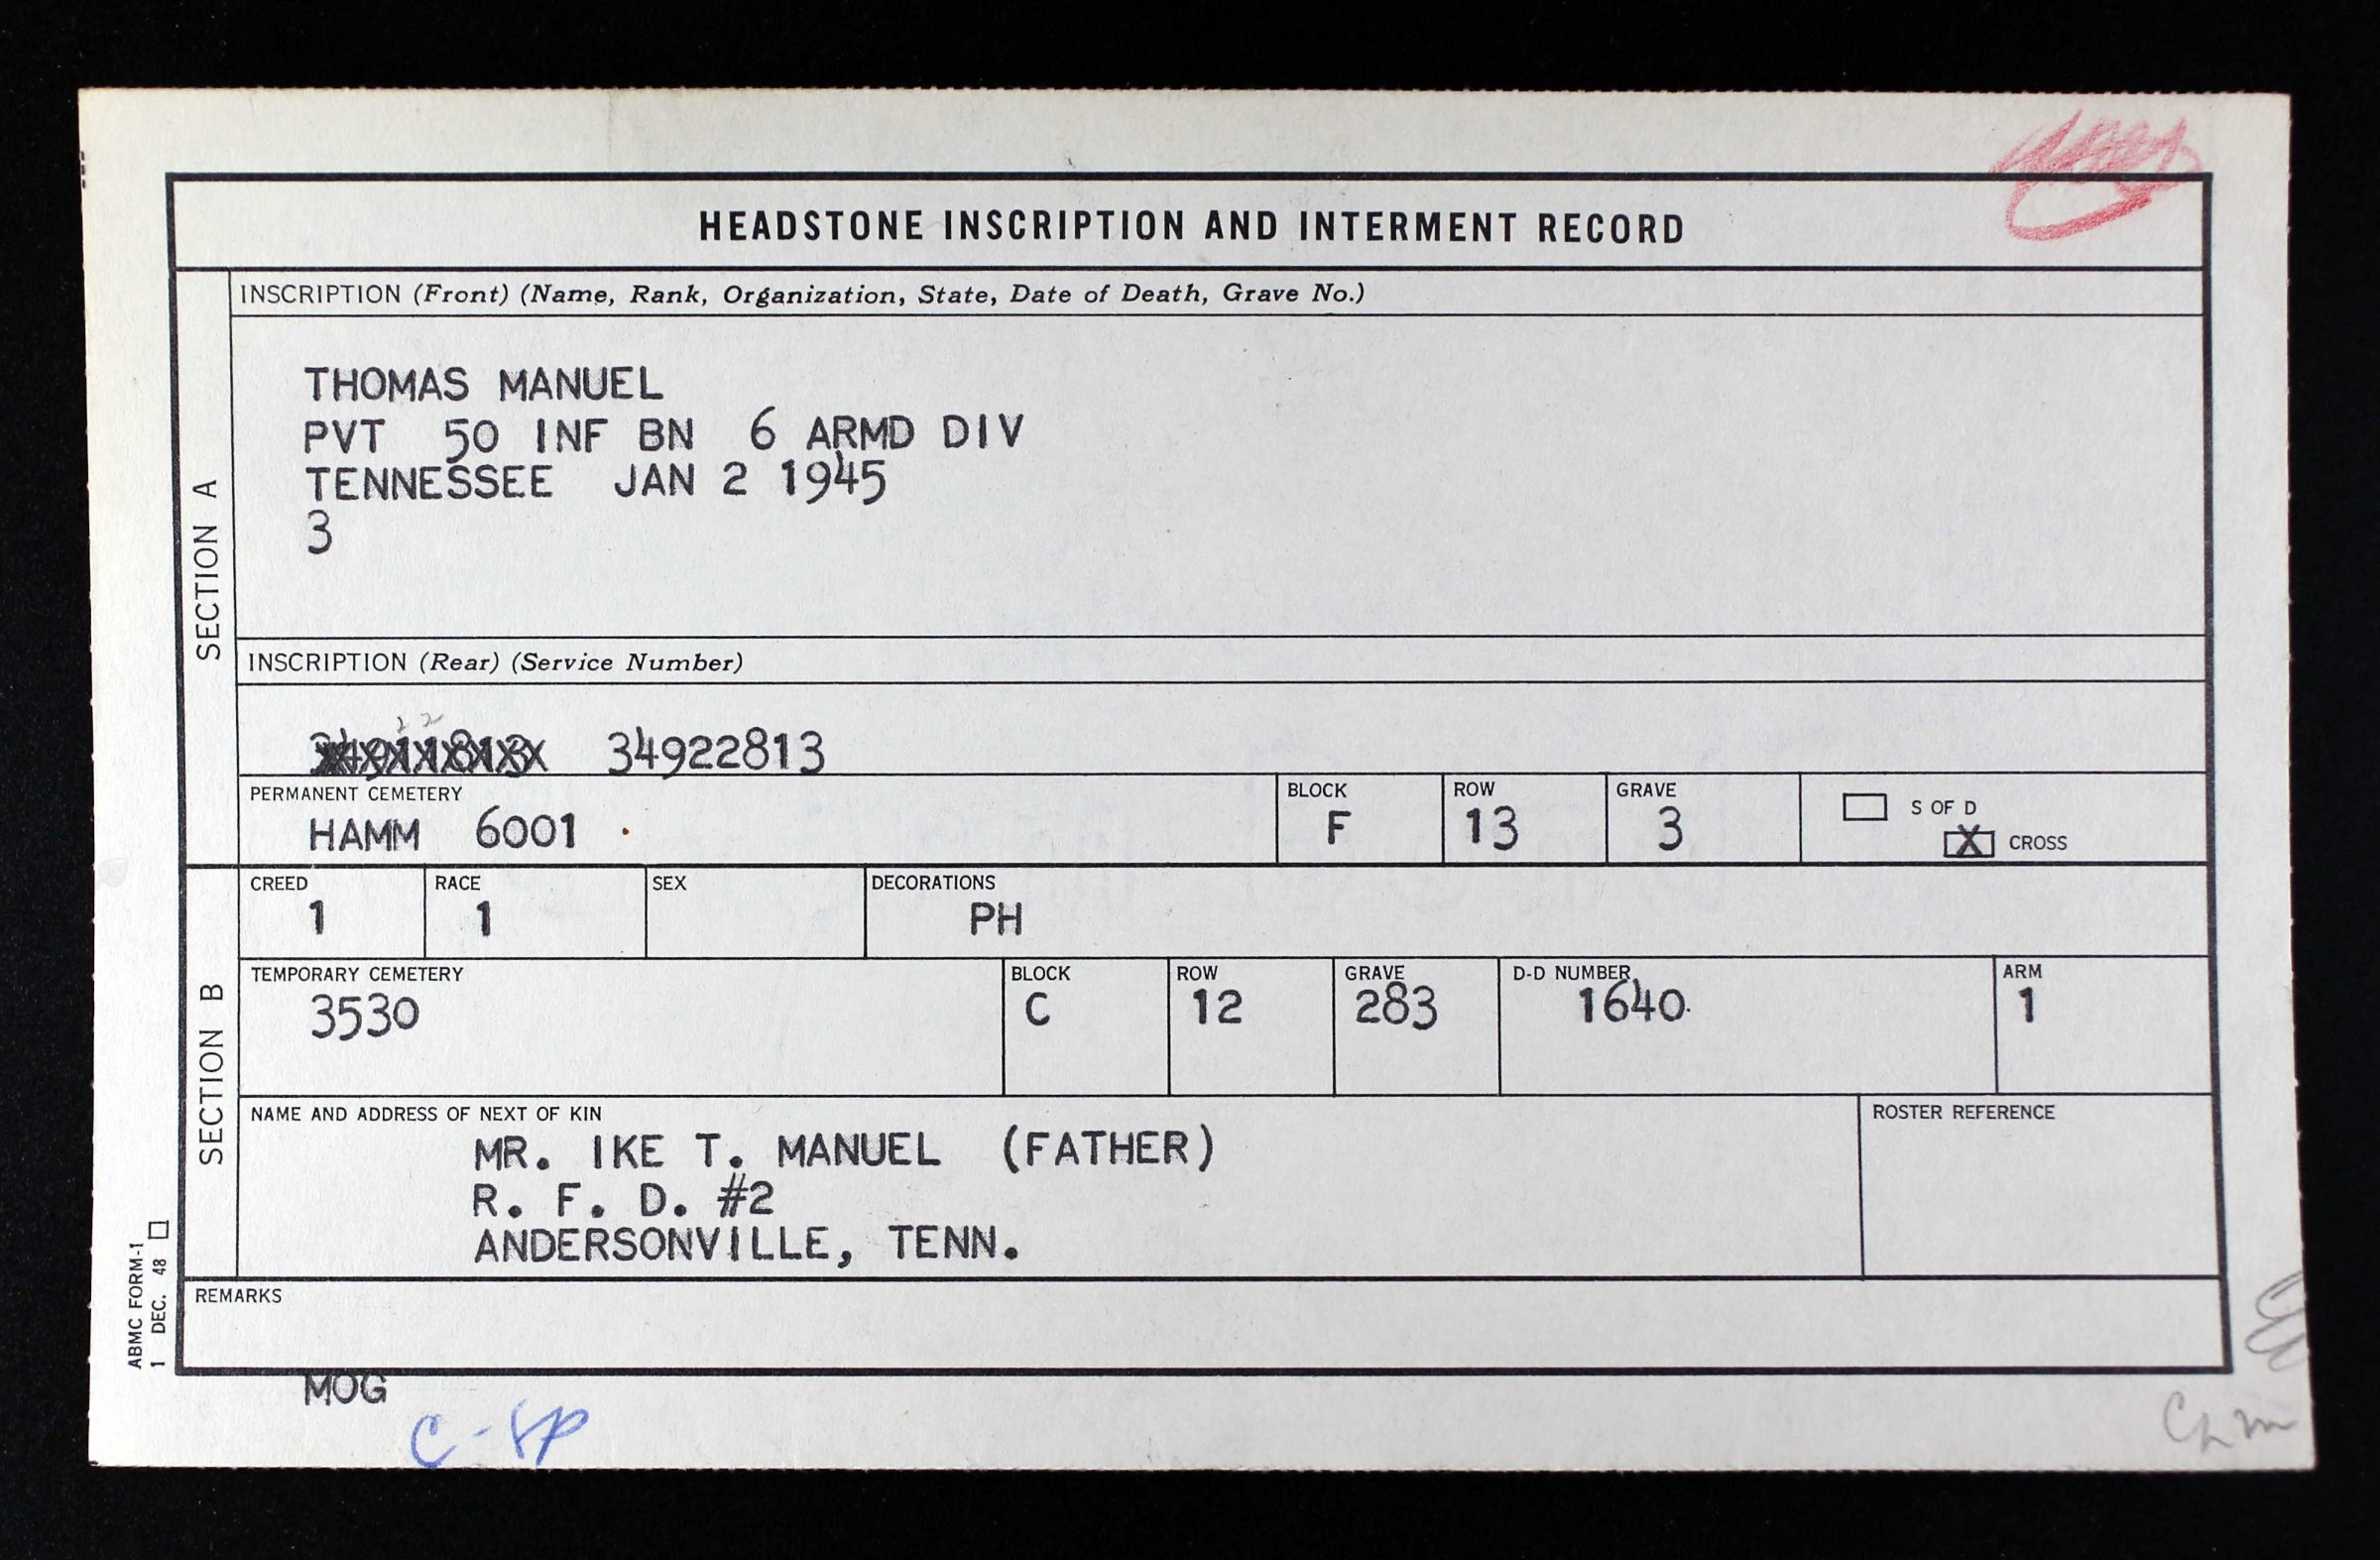 HEADSTONE INSCRIPTION AND INTERMENT RECORD
SECTION A
INSCRIPTION (Front) (Name, Rank, Organization, State, Date of Death, Grave No.)
THOMAS MANUEL
PVT 50 INF BN 6 ARMD DIV
TENNESSEE JAN 2 1945
3
INSCRIPTION (Rear) (Service Number)
22
34922813
PERMANENT CEMETERY
HAMM 6001
BLOCK
F
ROW
13
GRAVE
3
S OF D
X CROSS
SECTION B
CREED
1
RACE
1
SEX
DECORATIONS
PH
TEMPORARY CEMETERY
3530
BLOCK
C
ROW
12
GRAVE
283
D-D NUMBER
1640
ARM
1
NAME AND ADDRESS OF NEXT OF KIN
MR. IKE T. MANUEL (FATHER)
R. F. D. #2
ANDERSONVILLE, TENN.
ROSTER REFERENCE
REMARKS
ABMC FORM-1
1 DEC. 48
MOG